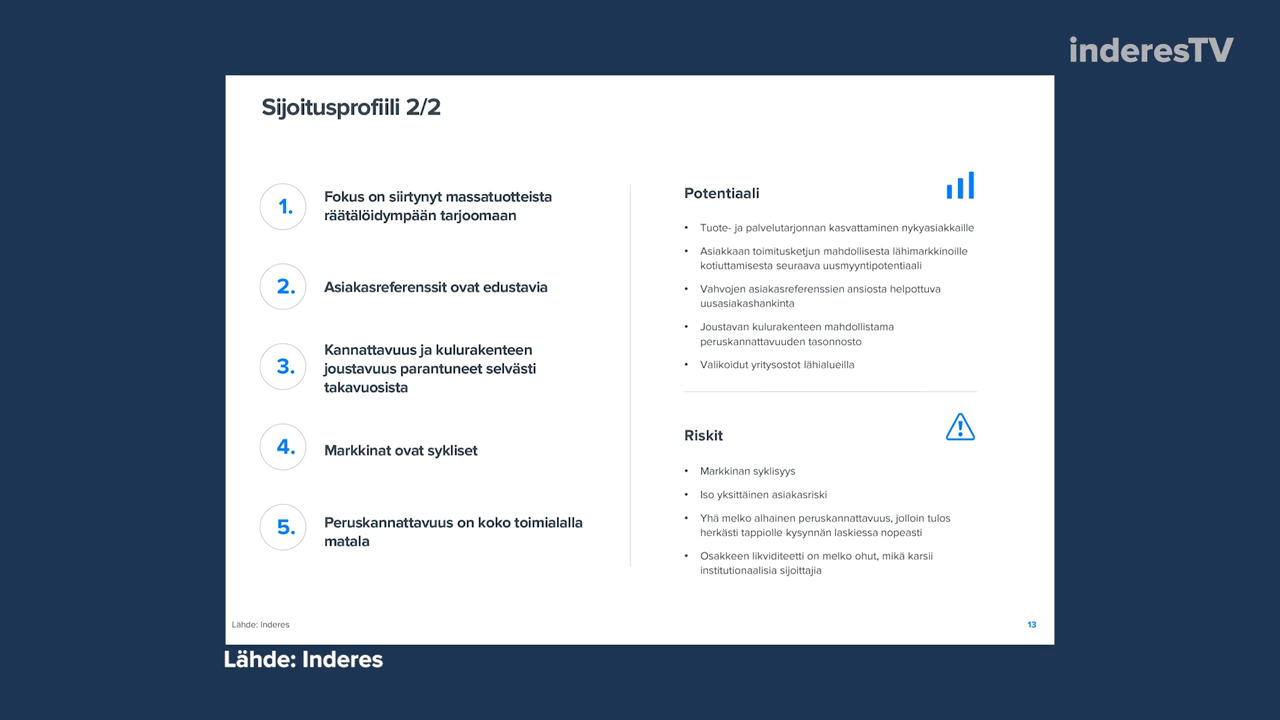 inderesTV
Sijoitusprofiili 2/2
1.
Fokus on siirtynyt massatuotteista
räätälöidympään tarjoomaan
2.
Asiakasreferenssit ovat edustavia
3.
Kannattavuus ja kulurakenteen
joustavuus parantuneet selvästi
takavuosista
4.
Markkinat ovat sykliset
5.
Peruskannattavuus on koko toimialalla
matala
Potentiaali
• Tuote- ja palvelutarjonnan kasvattaminen nykyasiakkaille
• Asiakkaan toimitusketjun mahdollisesta lähimarkkinoille
kotiuttamisesta seuraava uusmyyntipotentiaali
• Vahvojen asiakasreferenssien ansiosta helpottuva
uusasiakashankinta
• Joustavan kulurakenteen mahdollistama
peruskannattavuuden tasonnosto
• Valikoidut yritysostot lähialueilla
Riskit
• Markkinan syklisyys
• Iso yksittäinen asiakasriski
• Yhä melko alhainen peruskannattavuus, jolloin tulos
herkästi tappiolle kysynnän laskiessa nopeasti
• Osakkeen likviditeetti on melko ohut, mikä karsii
institutionaalisia sijoittajia
Lähde: Inderes
13
Lähde: Inderes